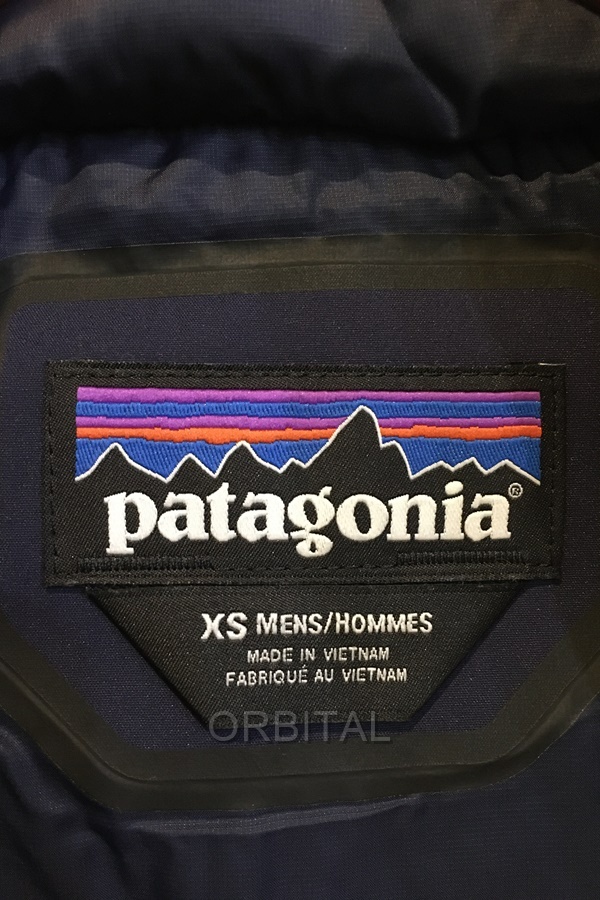 patagonia®
XS MENS/HOMMES
MADE IN VIETNAM
FABRIQUÉ AU VIETNAM
ORBITAL